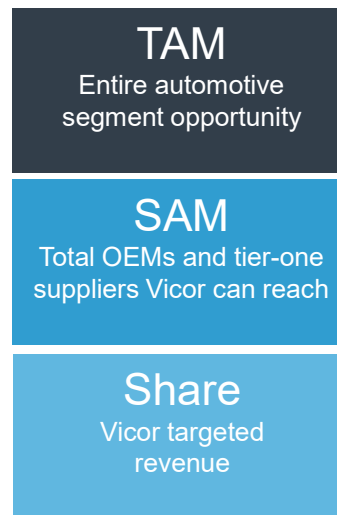 TAM
Entire automotive
segment opportunity
SAM
Total OEMs and tier-one
suppliers Vicor can reach
Share
Vicor targeted
revenue